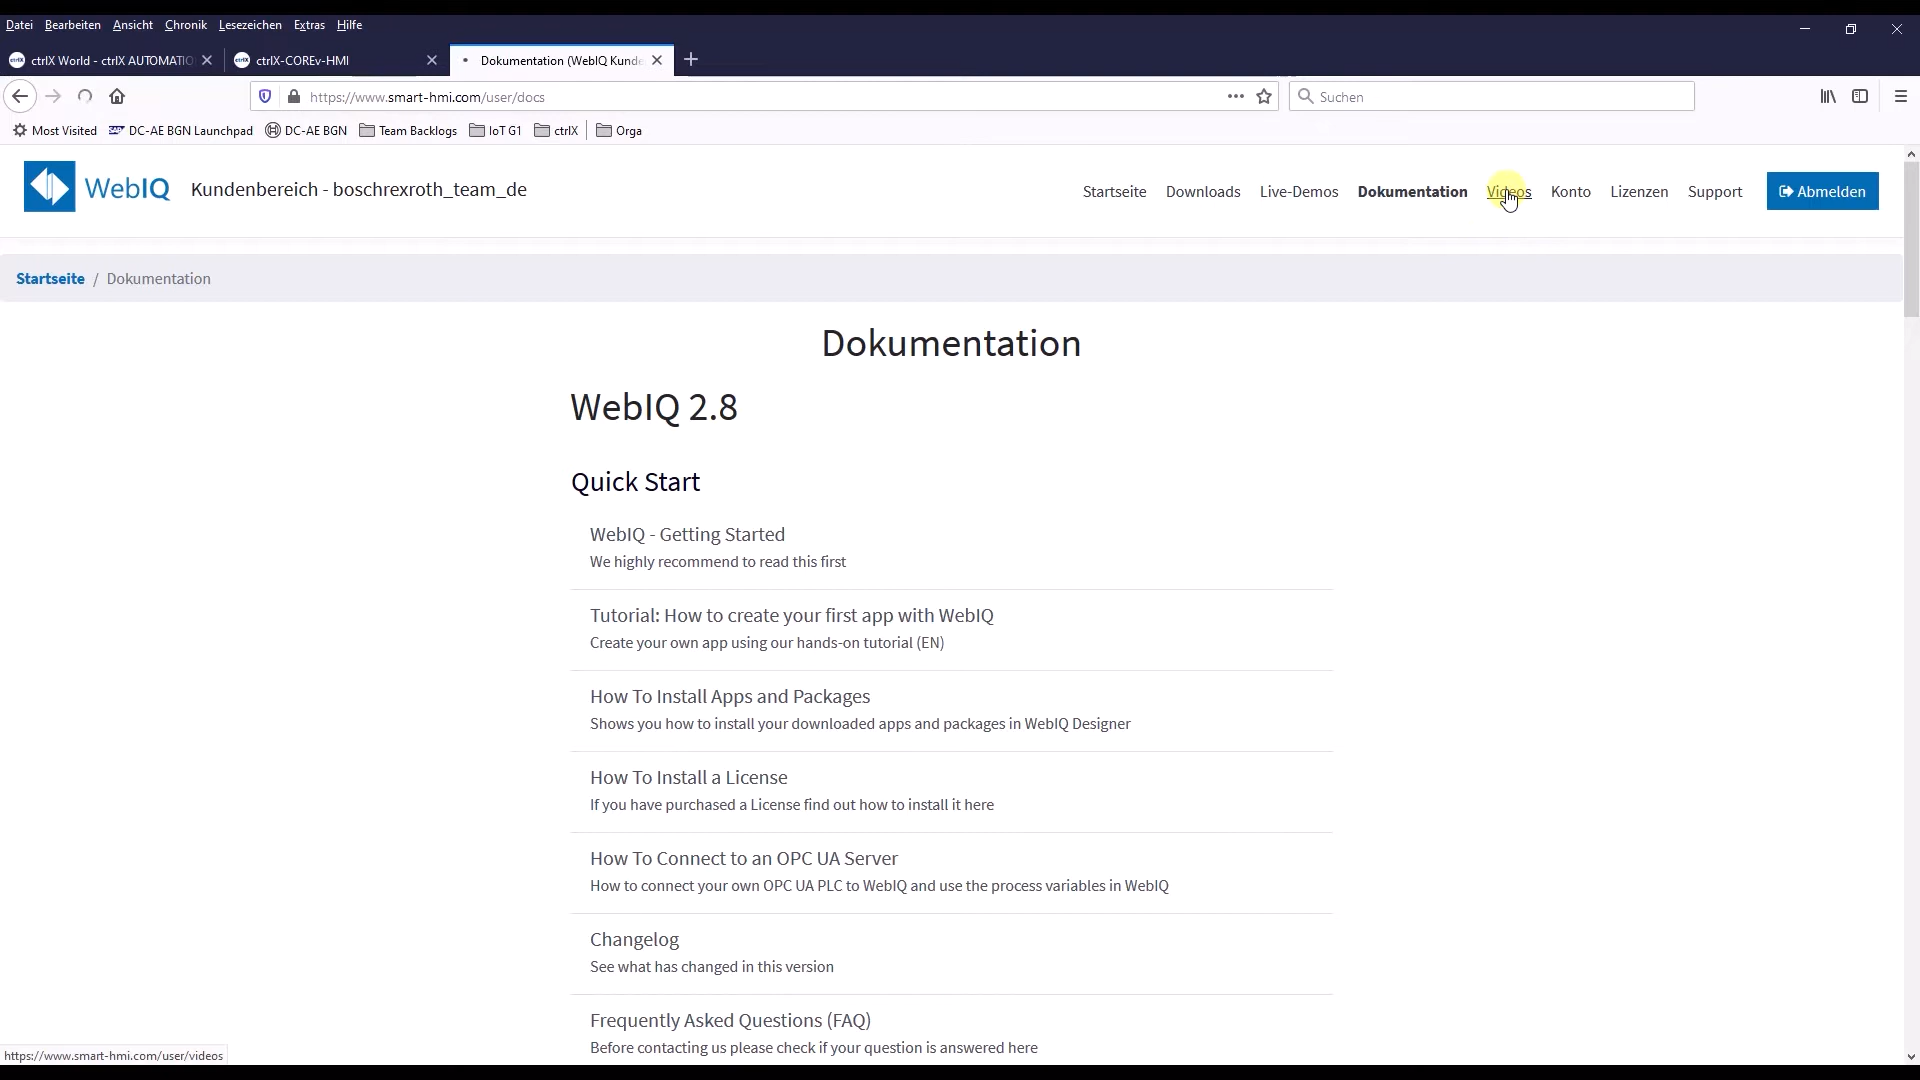 Datei Bearbeiten Ansicht Chronik Lesezeichen Extras Hilfe
ctrlX World - ctrlX AUTOMATIO
ctrlX-COREv-HMI
Dokumentation (WebIQ Kunde
https://www.smart-hmi.com/user/docs
Suchen
Most Visited DC-AE BGN Launchpad DC-AE BGN Team Backlogs IoT G1 ctrlX Orga
WebIQ Kundenbereich - boschrexroth_team_de
Startseite Downloads Live-Demos Dokumentation Videos Konto Lizenzen Support Abmelden
Startseite / Dokumentation
Dokumentation
WebIQ 2.8
Quick Start
WebIQ - Getting Started
We highly recommend to read this first
Tutorial: How to create your first app with WebIQ
Create your own app using our hands-on tutorial (EN)
How To Install Apps and Packages
Shows you how to install your downloaded apps and packages in WebIQ Designer
How To Install a License
If you have purchased a License find out how to install it here
How To Connect to an OPC UA Server
How to connect your own OPC UA PLC to WebIQ and use the process variables in WebIQ
Changelog
See what has changed in this version
Frequently Asked Questions (FAQ)
Before contacting us please check if your question is answered here
https://www.smart-hmi.com/user/videos